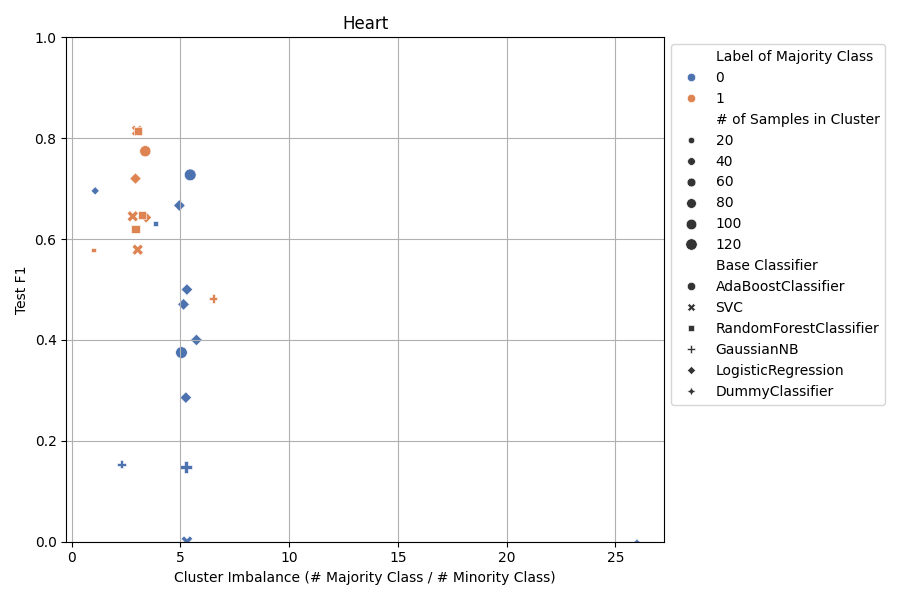 Heart
1.0
0.8
0.6
0.4
0.2
0.0
Test F1
0
5
10
15
20
25
Cluster Imbalance (# Majority Class / # Minority Class)
Label of Majority Class
0
1
# of Samples in Cluster
20
40
60
80
100
120
Base Classifier
AdaBoostClassifier
SVC
RandomForestClassifier
GaussianNB
LogisticRegression
DummyClassifier